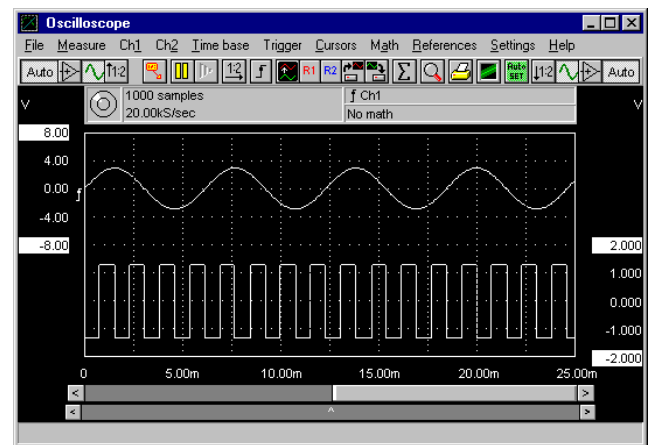 Oscilloscope
File Measure Ch1 Ch2 Time base Trigger Cursors Math References Settings Help
Auto 1:2 1:2 R1 R2 Auto SET 1:2 Auto
1000 samples ƒ Ch1
20.00kS/sec No math
V V
8.00
4.00
0.00 ƒ
-4.00
-8.00 2.000
1.000
0.000
-1.000
-2.000
0 5.00m 10.00m 15.00m 20.00m 25.00m